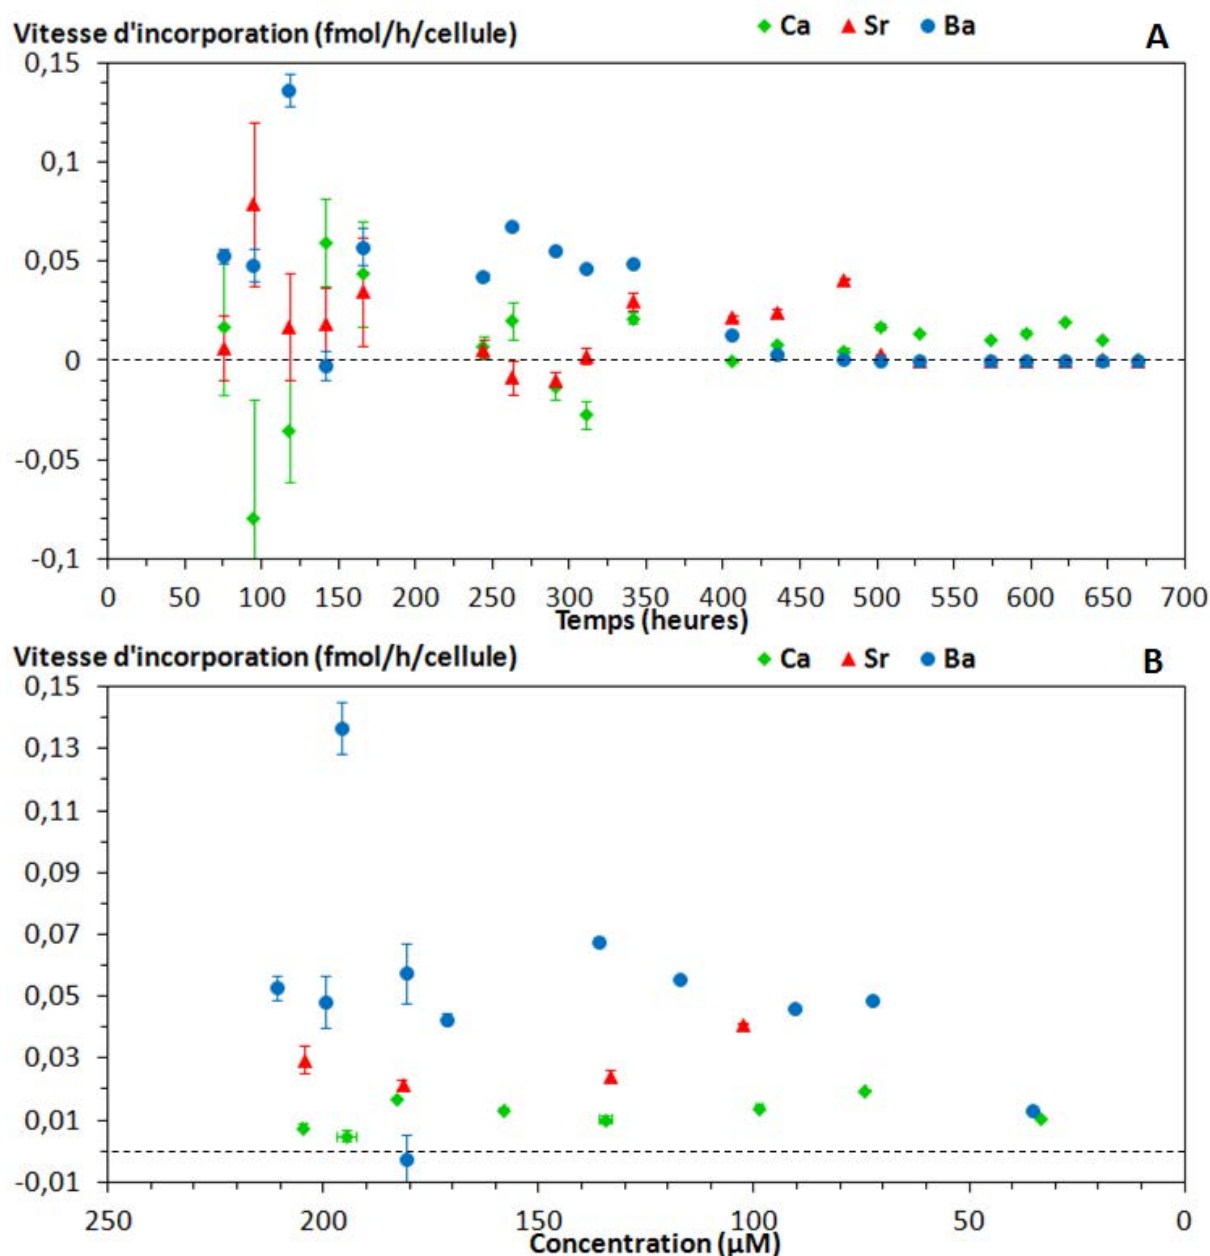 Vitesse d'incorporation (fmol/h/cellule) Ca Sr Ba A
0,15
0,1
0,05
0
-0,05
-0,1
0 50 100 150 200 250 300 350 400 450 500 550 600 650 700
Temps (heures)
Vitesse d'incorporation (fmol/h/cellule) Ca Sr Ba B
0,15
0,13
0,11
0,09
0,07
0,05
0,03
0,01
-0,01
250 200 150 100 50 0
Concentration (µM)